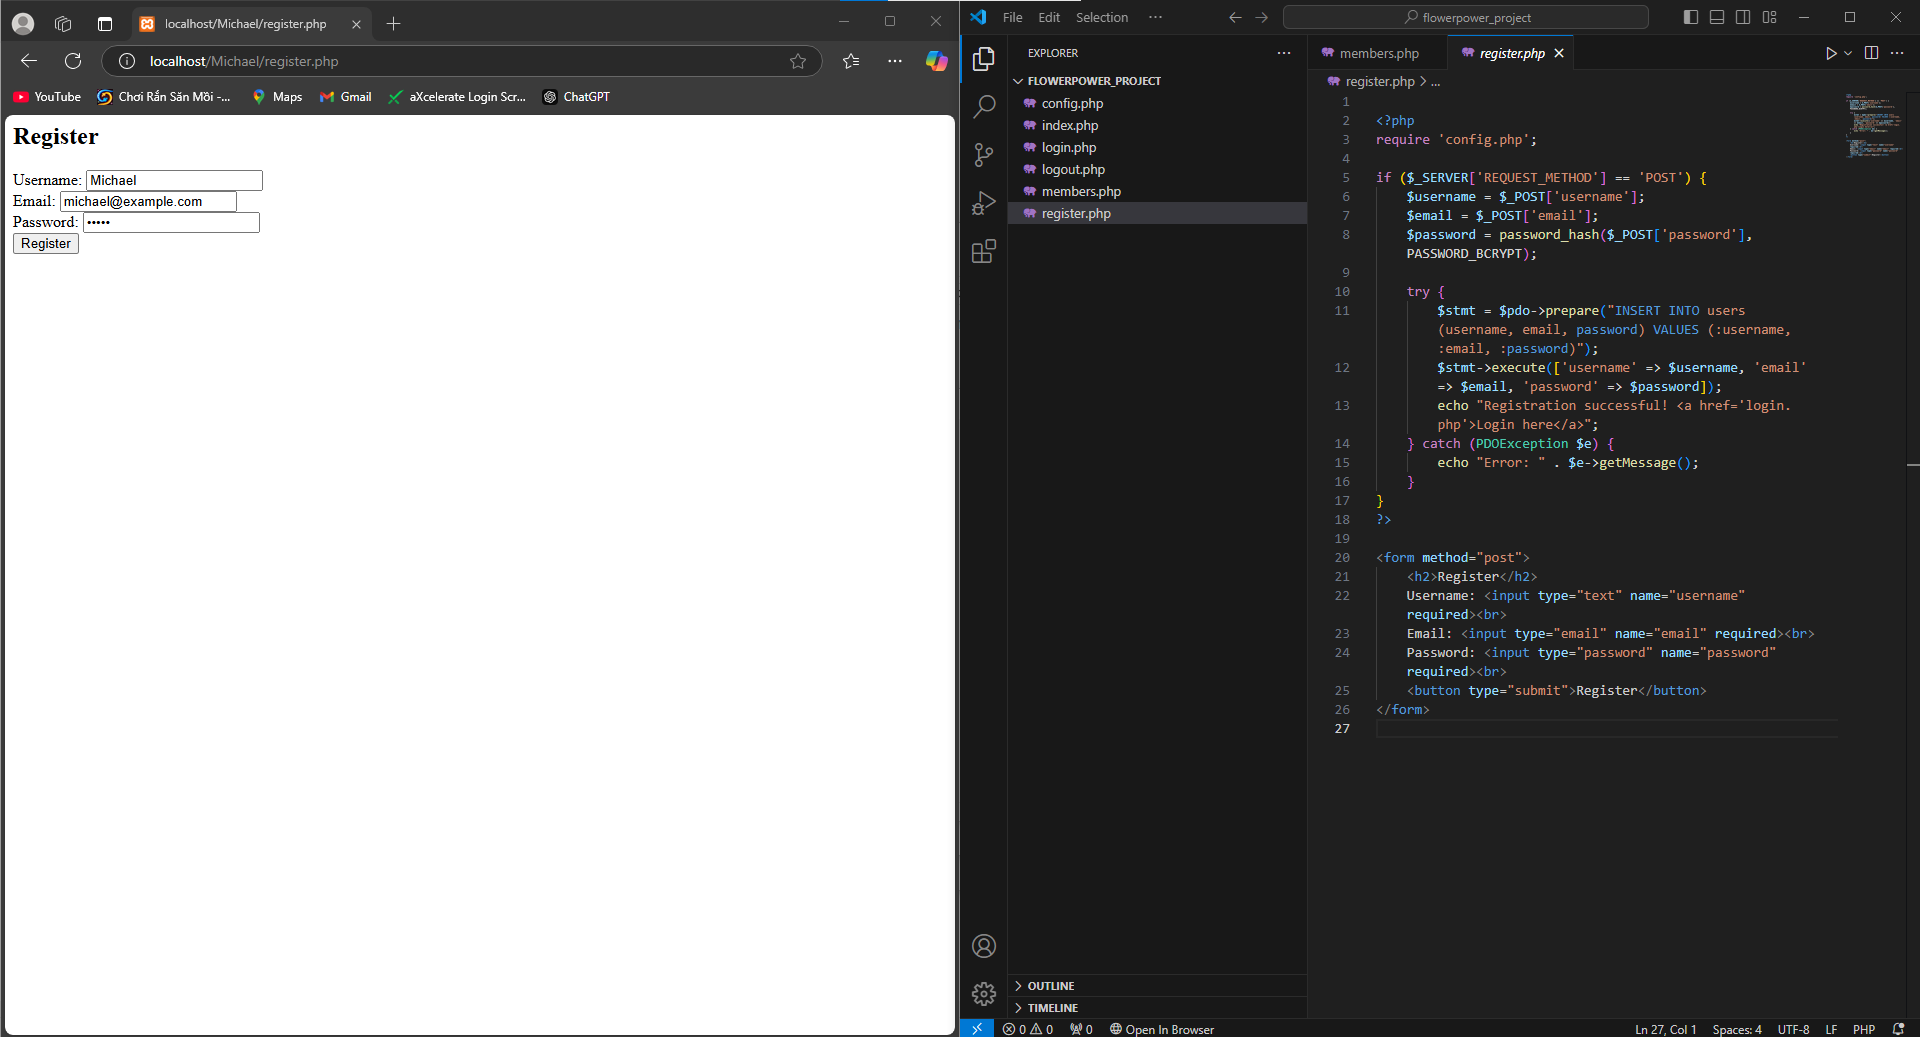 localhost/Michael/register.php
localhost/Michael/register.php
YouTube
Chơi Rắn Săn Mồi -...
Maps
Gmail
aXcelerate Login Scr...
ChatGPT
Register
Username: Michael
Email: michael@example.com
Password: •••••
Register
File Edit Selection ···
flowerpower_project
EXPLORER
FLOWERPOWER_PROJECT
config.php
index.php
login.php
logout.php
members.php
register.php
OUTLINE
TIMELINE
members.php
register.php
register.php > ...
1
2 <?php
3 require 'config.php';
4
5 if ($_SERVER['REQUEST_METHOD'] == 'POST') {
6 $username = $_POST['username'];
7 $email = $_POST['email'];
8 $password = password_hash($_POST['password'],
PASSWORD_BCRYPT);
9
10 try {
11 $stmt = $pdo->prepare("INSERT INTO users
(username, email, password) VALUES (:username,
:email, :password)");
12 $stmt->execute(['username' => $username, 'email'
=> $email, 'password' => $password]);
13 echo "Registration successful! <a href='login.
php'>Login here</a>";
14 } catch (PDOException $e) {
15 echo "Error: " . $e->getMessage();
16 }
17 }
18 ?>
19
20 <form method="post">
21 <h2>Register</h2>
22 Username: <input type="text" name="username"
required><br>
23 Email: <input type="email" name="email" required><br>
24 Password: <input type="password" name="password"
required><br>
25 <button type="submit">Register</button>
26 </form>
27
0 0 0 Open In Browser
Ln 27, Col 1 Spaces: 4 UTF-8 LF PHP